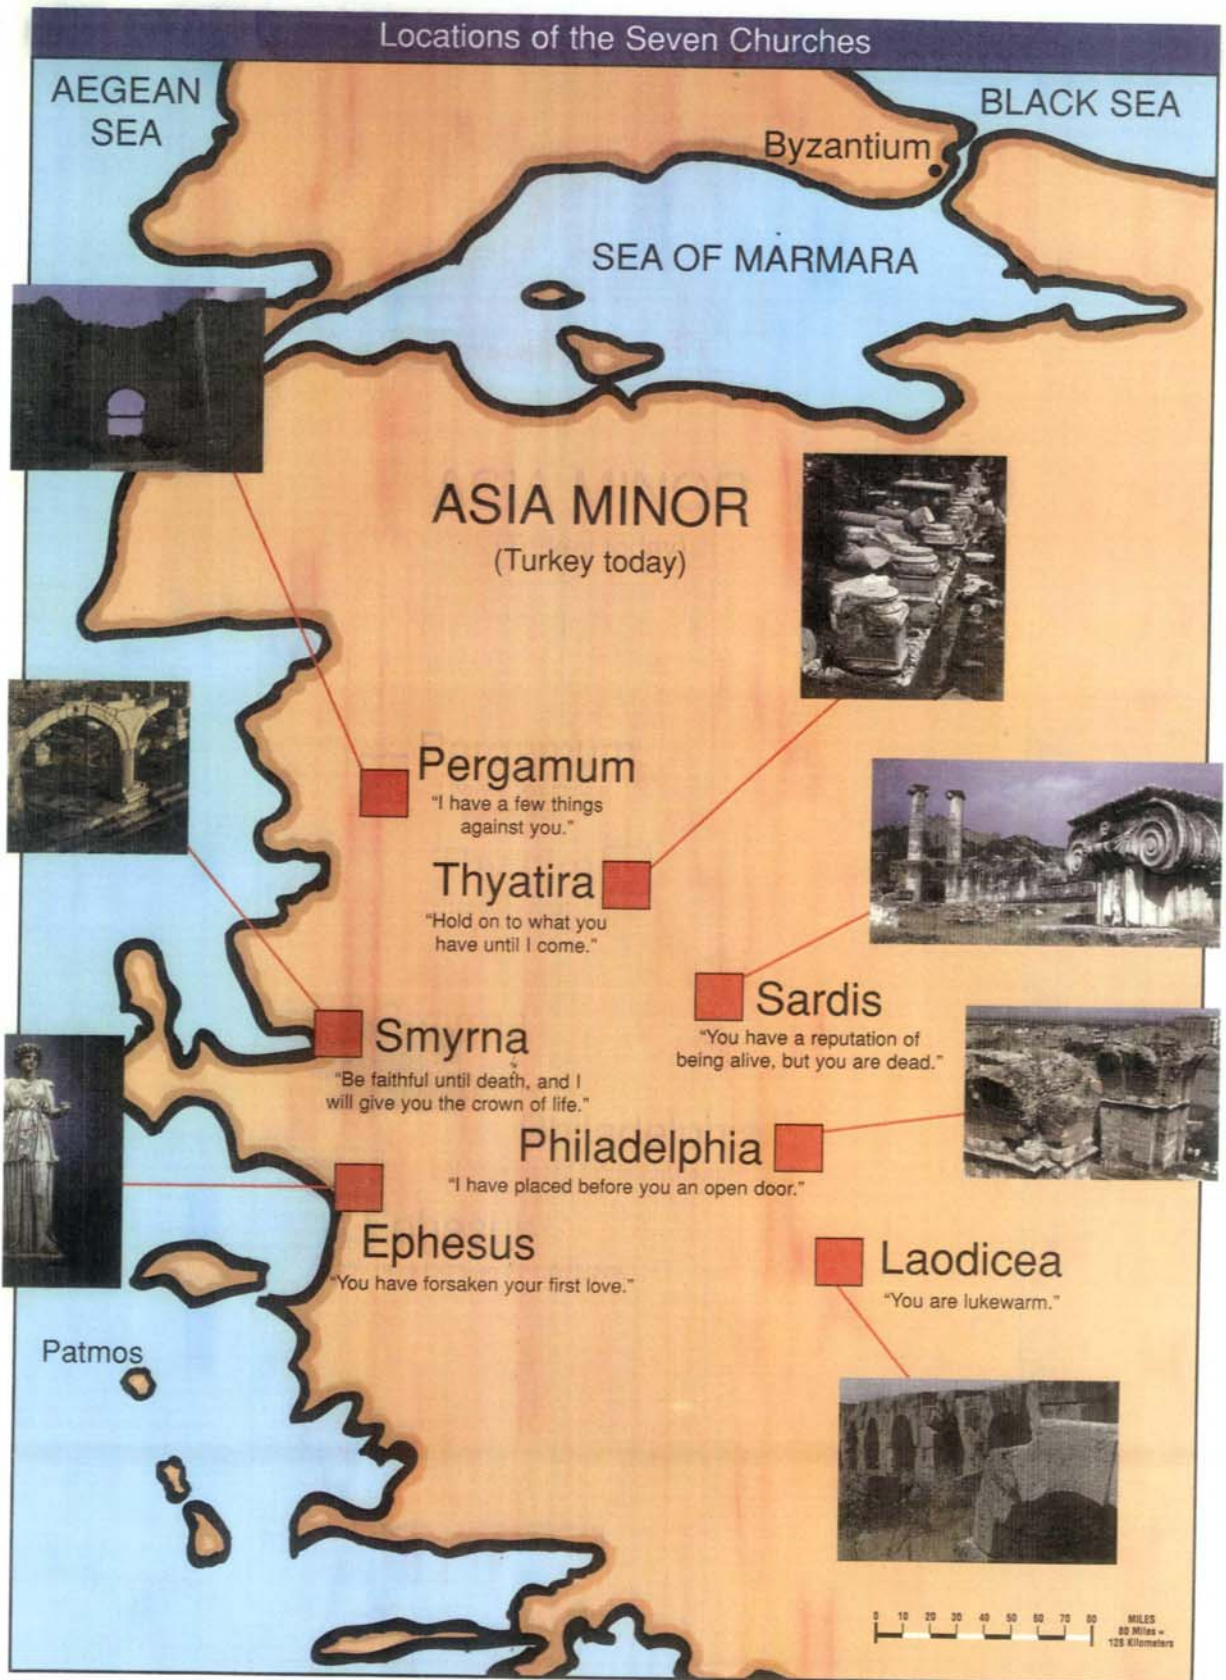 Locations of the Seven Churches
AEGEAN
SEA
BLACK SEA
Byzantium
SEA OF MARMARA
ASIA MINOR
(Turkey today)
Pergamum
"I have a few things
against you."
Thyatira
"Hold on to what you
have until I come."
Sardis
"You have a reputation of
being alive, but you are dead."
Smyrna
"Be faithful until death, and I
will give you the crown of life."
Philadelphia
"I have placed before you an open door."
Ephesus
"You have forsaken your first love."
Laodicea
"You are lukewarm."
Patmos
0 10 20 30 40 50 60 70 80
MILES
80 Miles =
128 Kilometers